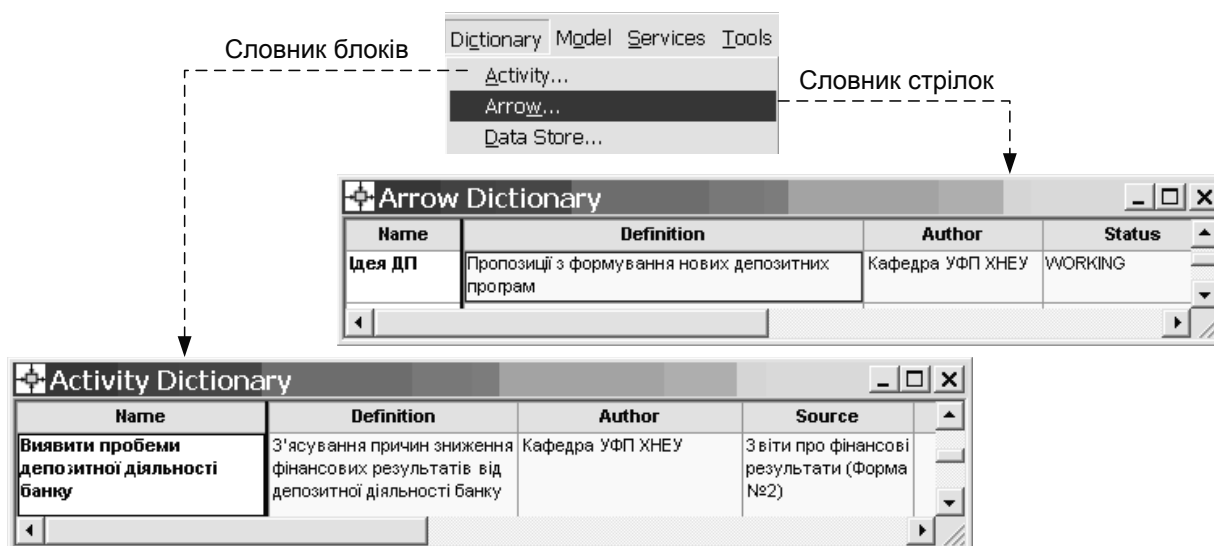 Словник блоків
Dictionary Model Services Tools
Activity...
Arrow...
Data Store...
Словник стрілок
Arrow Dictionary
Name Definition Author Status
Ідея ДП Пропозиції з формування нових депозитних Кафедра УФП ХНЕУ WORKING
програм
Activity Dictionary
Name Definition Author Source
Виявити пробеми З'ясування причин зниження Кафедра УФП ХНЕУ Звіти про фінансові
депозитної діяльності фінансових результатів від результати (Форма
банку депозитної діяльності банку №2)